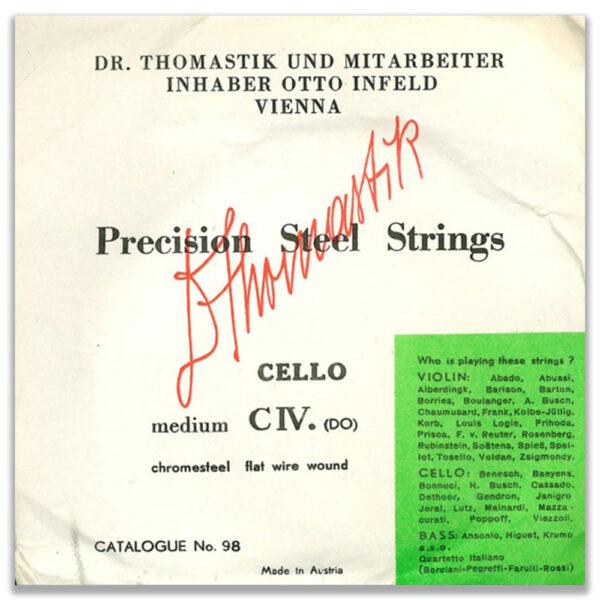 DR. THOMASTIK UND MITARBEITER
INHABER OTTO INFELD
VIENNA
Dr Thomastik
Precision Steel Strings
CELLO
medium C IV. (DO)
chromesteel flat wire wound
CATALOGUE No. 98
Made In Austria
Who is playing these strings ?
VIOLIN: Abado, Abussi,
Alberdingk, Barison, Barton,
Borries, Boulanger, A. Busch,
Chaumusard, Frank, Kolbe-Jüllig.
Korb, Louis Logie, Prihoda,
Prisca, F. v. Reuter, Rosenberg,
Rubinstein, Soëtens, Spieß, Spel-
lot, Tosello, Voldan, Zsigmondy.
CELLO: Benesch, Baeyens,
Bonnuci, H. Busch, Cassado,
Dethoor, Gendron, Janigro
Jeral, Lutz, Mainardi, Mazza-
curati, Poppoff, Viezzoli.
BASS: Ansonio, Higuet, Krump
a.s.o.
Quartetto Italiano
(Borciani-Pegreffi-Farulli-Rossi)